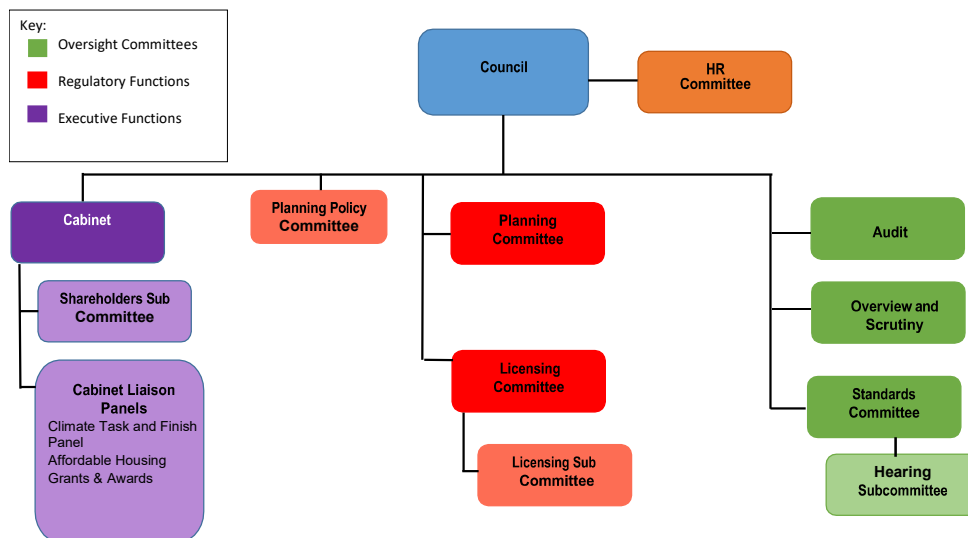 Key:
Oversight Committees
Regulatory Functions
Executive Functions
Council
HR
Committee
Cabinet
Shareholders Sub
Committee
Cabinet Liaison
Panels
Climate Task and Finish
Panel
Affordable Housing
Grants & Awards
Planning Policy
Committee
Planning
Committee
Licensing
Committee
Licensing Sub
Committee
Audit
Overview and
Scrutiny
Standards
Committee
Hearing
Subcommittee